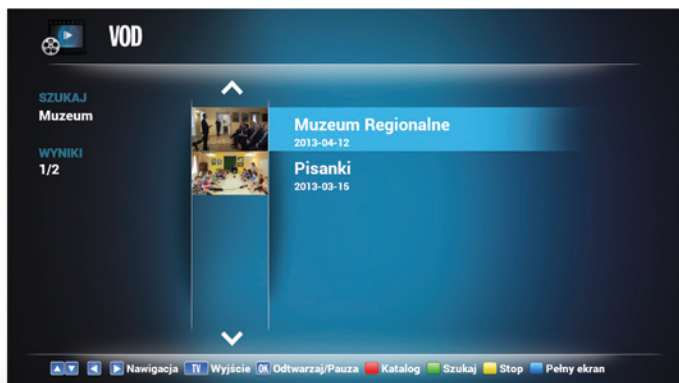 VOD
SZUKAJ
Muzeum
WYNIKI
1/2
Muzeum Regionalne
2013-04-12
Pisanki
2013-03-15
Nawigacja TV Wyjście OK Odtwarzaj/Pauza Katalog Szukaj Stop Pełny ekran